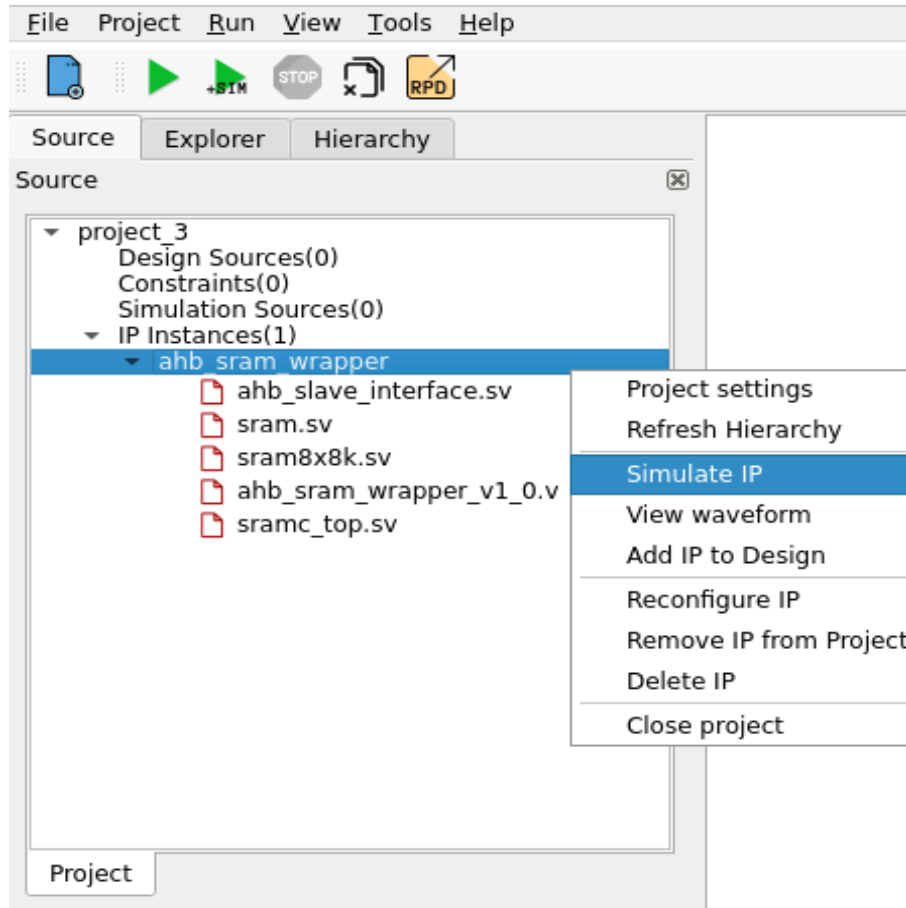 File Project Run View Tools Help
+SIM STOP RPD
Source Explorer Hierarchy
Source
project_3
Design Sources(0)
Constraints(0)
Simulation Sources(0)
IP Instances(1)
ahb_sram_wrapper
ahb_slave_interface.sv
sram.sv
sram8x8k.sv
ahb_sram_wrapper_v1_0.v
sramc_top.sv
Project settings
Refresh Hierarchy
Simulate IP
View waveform
Add IP to Design
Reconfigure IP
Remove IP from Project
Delete IP
Close project
Project